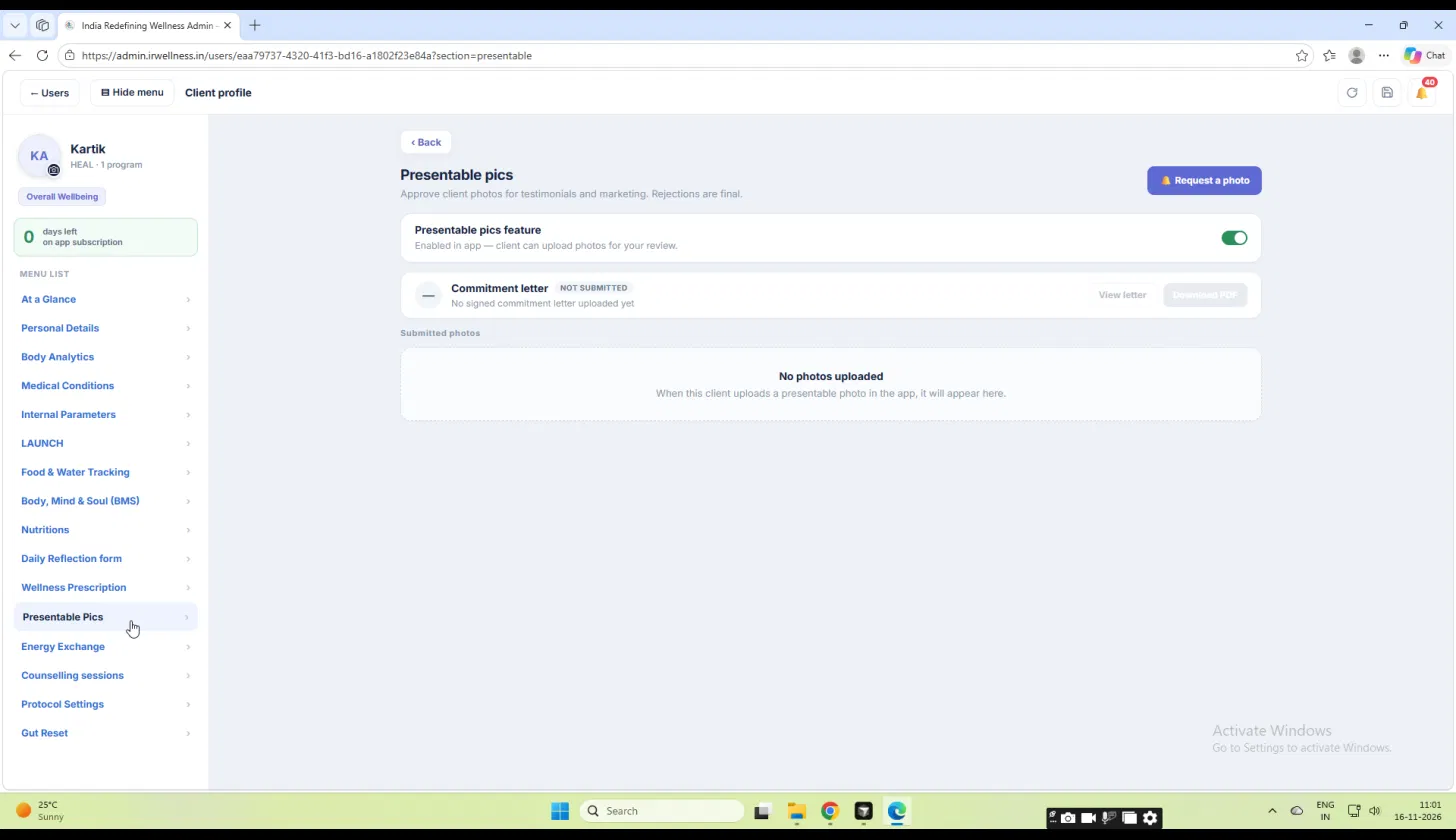 India Redefining Wellness Admin -
https://admin.irwellness.in/users/eaa79737-4320-41f3-bd16-a1802f23e84a?section=presentable
Chat
← Users
Hide menu
Client profile
40
KA
Kartik
HEAL · 1 program
Overall Wellbeing
0 days left
on app subscription
MENU LIST
At a Glance
Personal Details
Body Analytics
Medical Conditions
Internal Parameters
LAUNCH
Food & Water Tracking
Body, Mind & Soul (BMS)
Nutritions
Daily Reflection form
Wellness Prescription
Presentable Pics
Energy Exchange
Counselling sessions
Protocol Settings
Gut Reset
‹ Back
Presentable pics
Approve client photos for testimonials and marketing. Rejections are final.
Request a photo
Presentable pics feature
Enabled in app — client can upload photos for your review.
Commitment letter NOT SUBMITTED
No signed commitment letter uploaded yet
View letter
Download PDF
Submitted photos
No photos uploaded
When this client uploads a presentable photo in the app, it will appear here.
Activate Windows
Go to Settings to activate Windows.
25°C
Sunny
Search
ENG
IN
11:01
16-11-2026